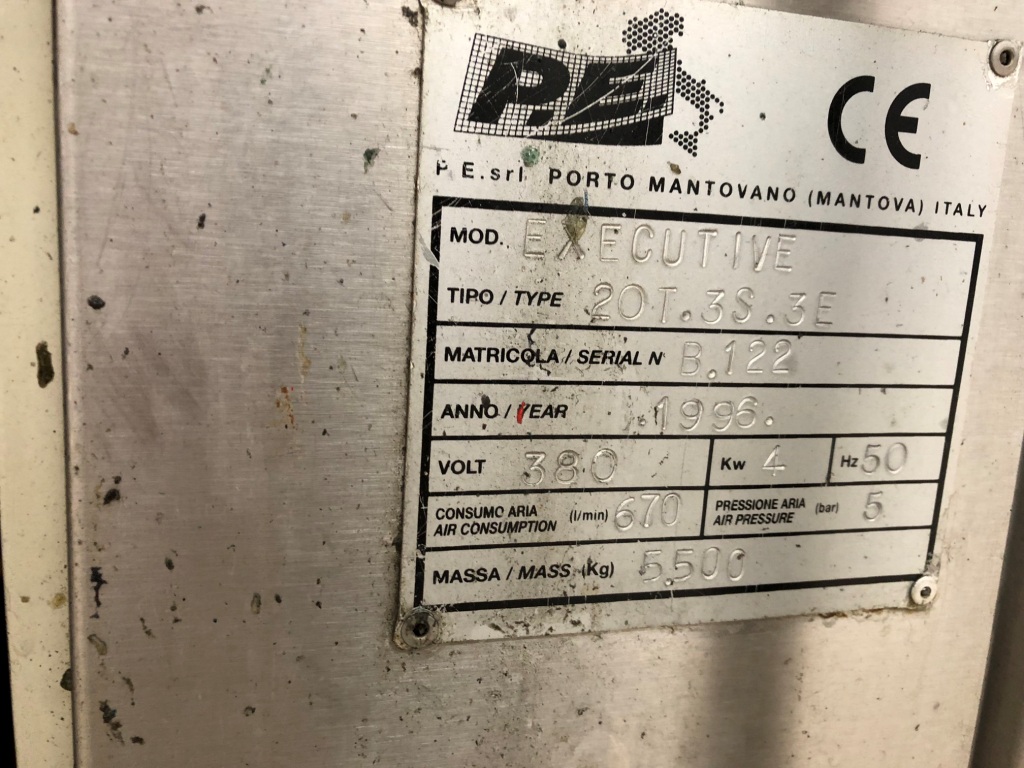 P.E.
CE
P.E.srl PORTO MANTOVANO (MANTOVA) ITALY
MOD. EXECUTIVE
TIPO / TYPE 20T.3S.3E
MATRICOLA / SERIAL N B.122
ANNO / YEAR .1996.
VOLT 380 Kw 4 Hz 50
CONSUMO ARIA
AIR CONSUMPTION (l/min) 670 PRESSIONE ARIA
AIR PRESSURE (bar) 5
MASSA / MASS (Kg) 5.500